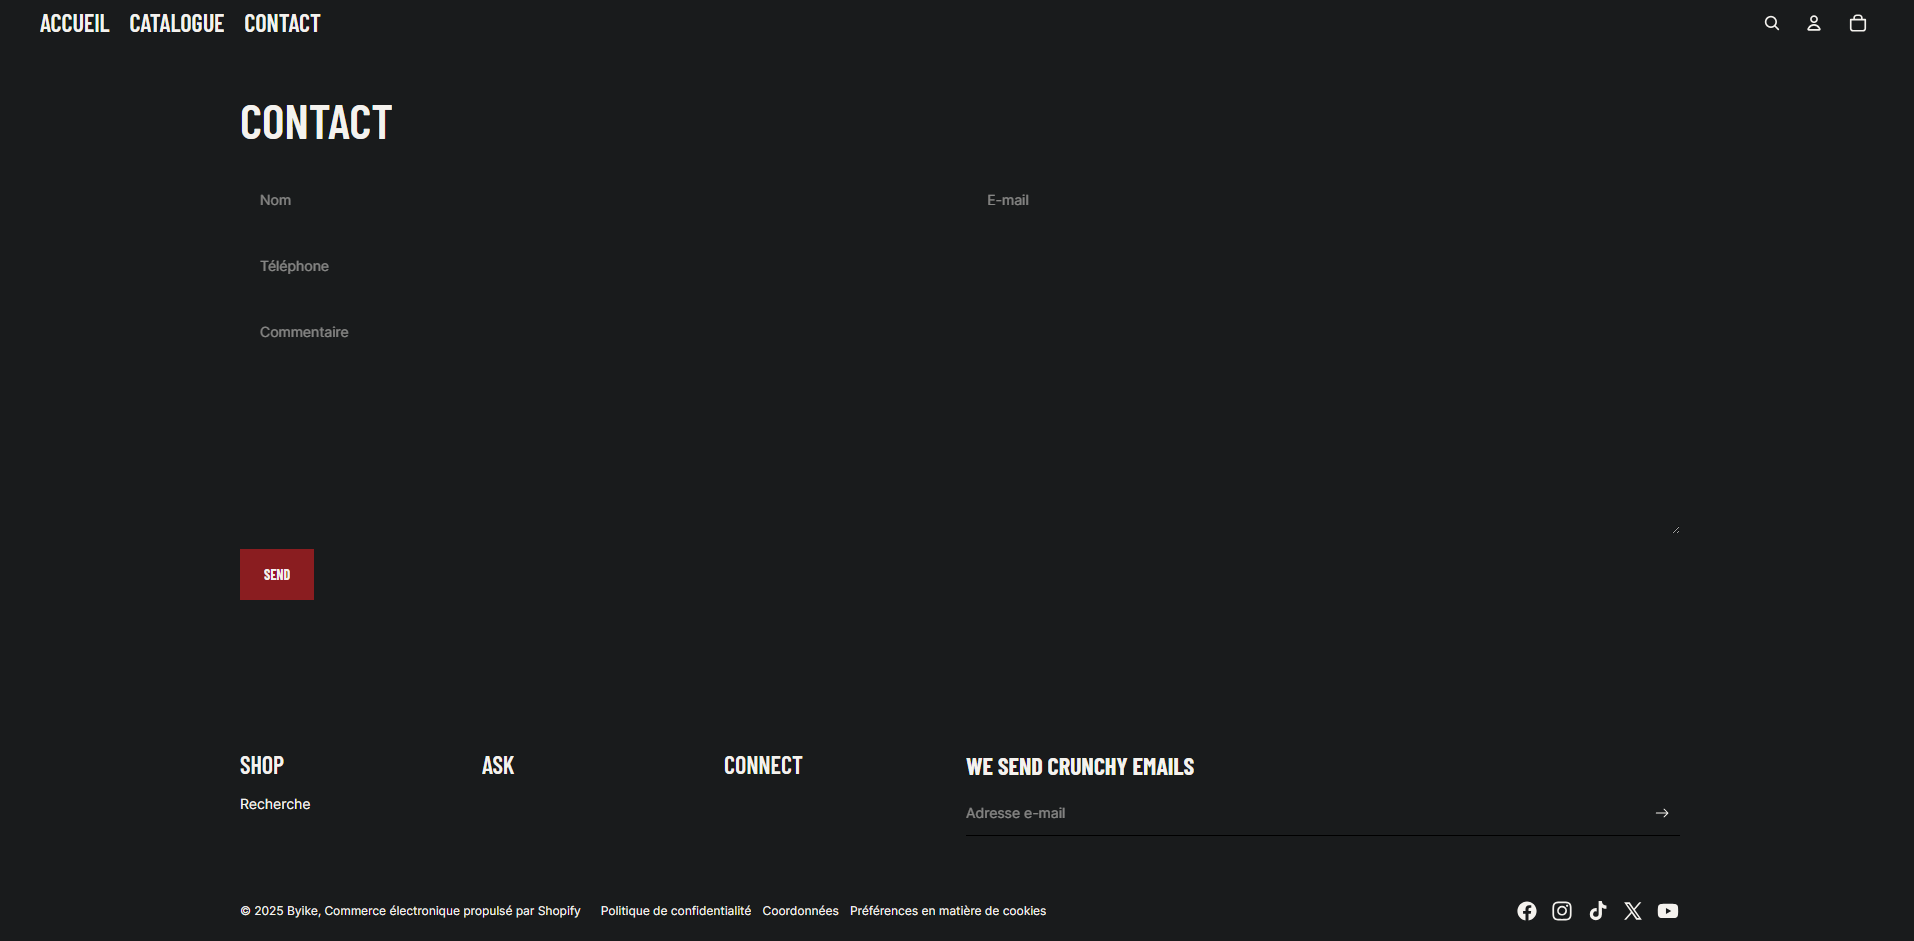 ACCUEIL CATALOGUE CONTACT
CONTACT
Nom E-mail
Téléphone
Commentaire
SEND
SHOP ASK CONNECT WE SEND CRUNCHY EMAILS
Recherche
Adresse e-mail
© 2025 Byike, Commerce électronique propulsé par Shopify Politique de confidentialité Coordonnées Préférences en matière de cookies